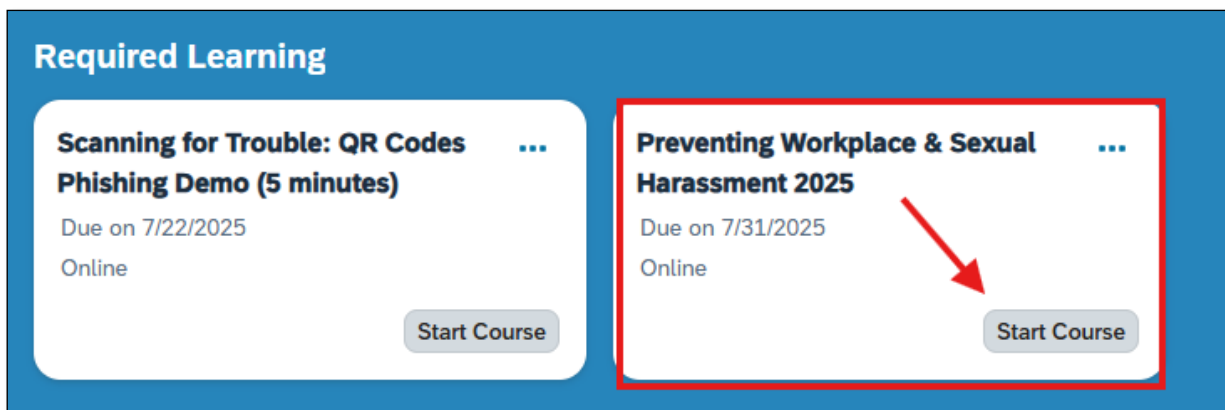 Required Learning
Scanning for Trouble: QR Codes
Phishing Demo (5 minutes)
Due on 7/22/2025
Online
Start Course
Preventing Workplace & Sexual
Harassment 2025
Due on 7/31/2025
Online
Start Course